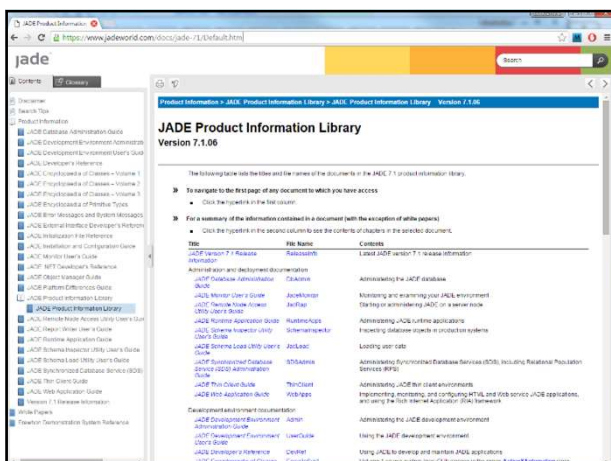 JADE Product Information
https://www.jadeworld.com/docs/jade-71/Default.htm
jade
Search
Contents
Glossary
Disclaimer
Search Tips
Product Information
JADE Database Administration Guide
JADE Development Environment Administrati
JADE Development Environment User's Guid
JADE Developer's Reference
JADE Encyclopaedia of Classes – Volume 1
JADE Encyclopaedia of Classes – Volume 2
JADE Encyclopaedia of Classes – Volume 3
JADE Encyclopaedia of Primitive Types
JADE Error Messages and System Messages
JADE External Interface Developer's Referen
JADE Initialization File Reference
JADE Installation and Configuration Guide
JADE Monitor User's Guide
JADE .NET Developer's Reference
JADE Object Manager Guide
JADE Platform Differences Guide
JADE Product Information Library
JADE Product Information Library
JADE Remote Node Access Utility User's Gui
JADE Report Writer User's Guide
JADE Runtime Application Guide
JADE Schema Inspector Utility User's Guide
JADE Schema Load Utility User's Guide
JADE Synchronized Database Service (SDS)
JADE Thin Client Guide
JADE Web Application Guide
Version 7.1 Release Information
White Papers
Erewhon Demonstration System Reference
Product Information > JADE Product Information Library > JADE Product Information Library Version 7.1.06
JADE Product Information Library
Version 7.1.06
The following table lists the titles and file names of the documents in the JADE 7.1 product information library.
» To navigate to the first page of any document to which you have access
▪ Click the hyperlink in the first column.
» For a summary of the information contained in a document (with the exception of white papers)
▪ Click the hyperlink in the second column to see the contents of chapters in the selected document.
Title File Name Contents
JADE Version 7.1 Release Information ReleaseInfo Latest JADE version 7.1 release information
Administration and deployment documentation
JADE Database Administration Guide DbAdmin Administering the JADE database
JADE Monitor User's Guide JadeMonitor Monitoring and examining your JADE environment
JADE Remote Node Access Utility User's Guide JadRap Starting or administering JADE on a server node
JADE Runtime Application Guide RuntimeApps Administering JADE runtime applications
JADE Schema Inspector Utility User's Guide SchemaInspector Inspecting database objects in production systems
JADE Schema Load Utility User's Guide JadLoad Loading user data
JADE Synchronized Database Service (SDS) Administration Guide SDSAdmin Administering Synchronized Database Services (SDS), including Relational Population Services (RPS)
JADE Thin Client Guide ThinClient Administering JADE thin client environments
JADE Web Application Guide WebApps Implementing, monitoring, and configuring HTML and Web service JADE applications, and using the Rich Internet Application (RIA) framework
Development environment documentation
JADE Development Environment Administration Guide Admin Administering the JADE development environment
JADE Development Environment User's Guide UserGuide Using the JADE development environment
JADE Developer's Reference DevRef Using JADE to develop and maintain JADE applications